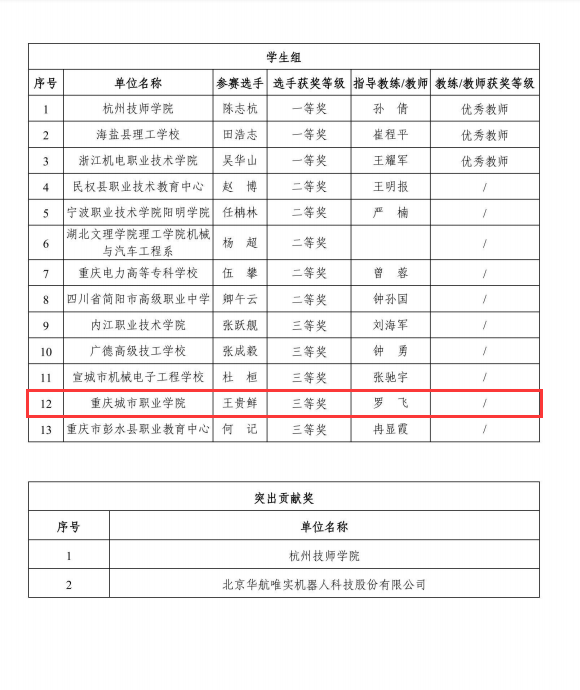 学生组
序号 单位名称 参赛选手 选手获奖等级 指导教练/教师 教练/教师获奖等级
1 杭州技师学院 陈志杭 一等奖 孙 倩 优秀教师
2 海盐县理工学校 田浩志 一等奖 崔程平 优秀教师
3 浙江机电职业技术学院 吴华山 一等奖 王耀军 优秀教师
4 民权县职业技术教育中心 赵 博 二等奖 王明报 /
5 宁波职业技术学院阳明学院 任柟林 二等奖 严 楠 /
6 湖北文理学院理工学院机械
与汽车工程系 杨 超 二等奖 /
7 重庆电力高等专科学校 伍 攀 二等奖 曾 蓉 /
8 四川省简阳市高级职业中学 卿午云 二等奖 钟孙国 /
9 内江职业技术学院 张跃舰 三等奖 刘海军 /
10 广德高级技工学校 张成毅 三等奖 钟 勇 /
11 宣城市机械电子工程学校 杜 桓 三等奖 张驰宇 /
12 重庆城市职业学院 王贵鲜 三等奖 罗 飞 /
13 重庆市彭水县职业教育中心 何 记 三等奖 冉显霞 /
突出贡献奖
序号 单位名称
1 杭州技师学院
2 北京华航唯实机器人科技股份有限公司